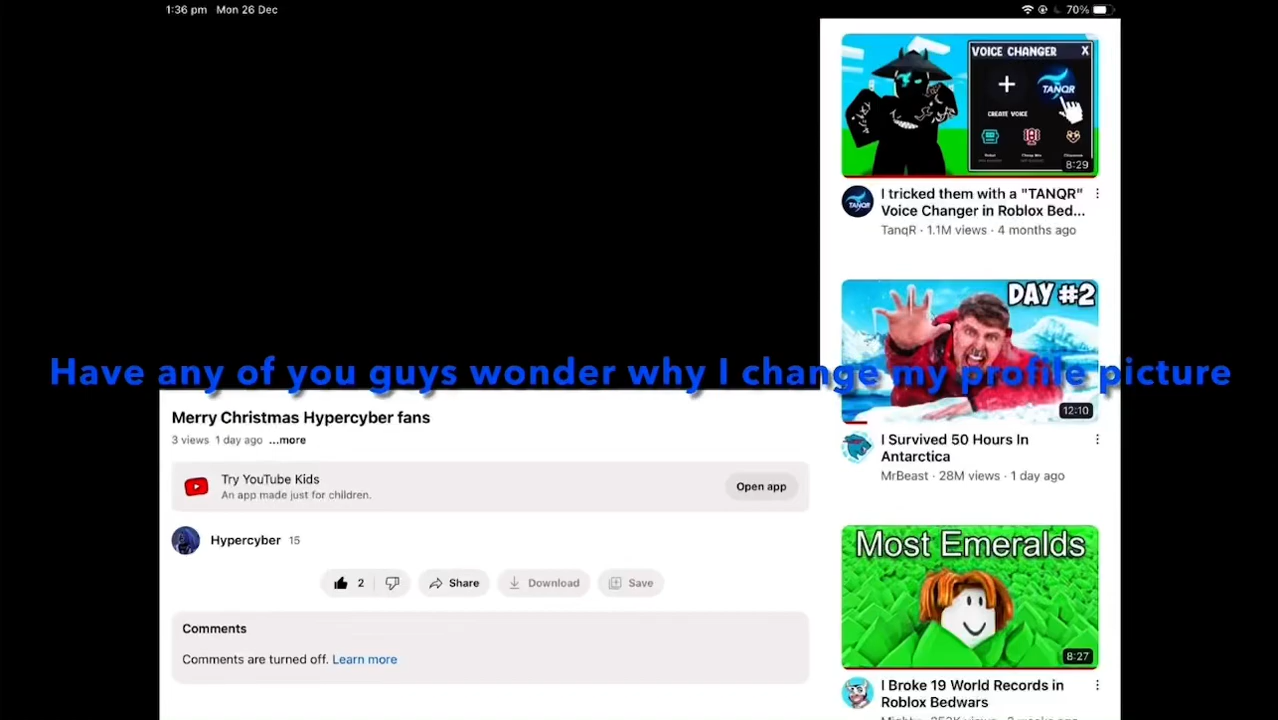 1:36 pm Mon 26 Dec
70%
VOICE CHANGER X
TANQR
CREATE VOICE
8:29
TANQR
I tricked them with a "TANQR"
Voice Changer in Roblox Bed...
TanqR · 1.1M views · 4 months ago
DAY #2
12:10
Have any of you guys wonder why I change my profile picture
I Survived 50 Hours In
Antarctica
MrBeast · 28M views · 1 day ago
Merry Christmas Hypercyber fans
3 views 1 day ago ...more
Try YouTube Kids
An app made just for children.
Open app
Hypercyber 15
2
Share
Download
Save
Comments
Comments are turned off. Learn more
Most Emeralds
8:27
I Broke 19 World Records in
Roblox Bedwars